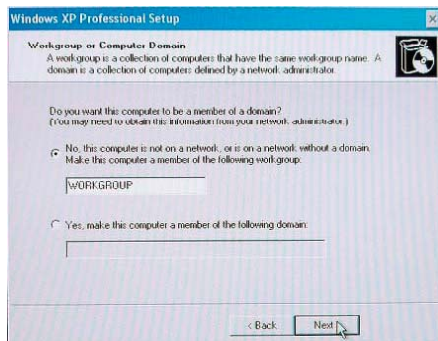 Windows XP Professional Setup
Workgroup or Computer Domain
A workgroup is a collection of computers that have the same workgroup name. A
domain is a collection of computers defined by a network administrator.
Do you want this computer to be a member of a domain?
(You may need to obtain this information from your network administrator.)
No, this computer is not on a network, or is on a network without a domain.
Make this computer a member of the following workgroup:
WORKGROUP
Yes, make this computer a member of the following domain:
< Back
Next